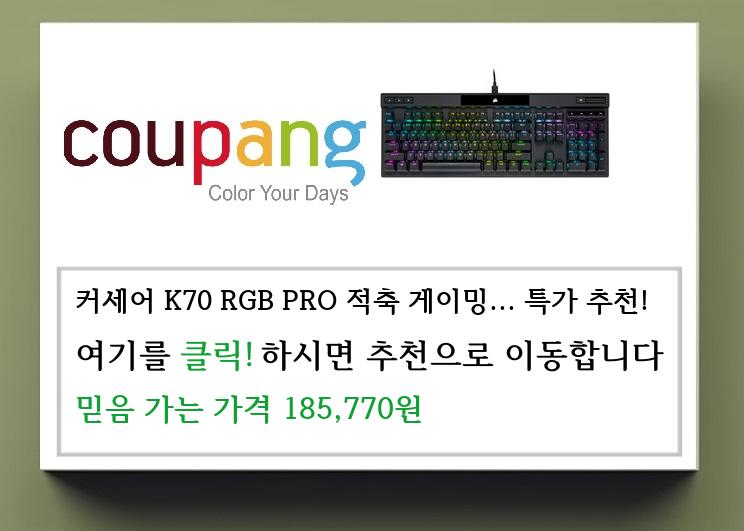 coupang
Color Your Days
커세어 K70 RGB PRO 적축 게이밍... 특가 추천!
여기를 클릭! 하시면 추천으로 이동합니다
믿음 가는 가격 185,770원